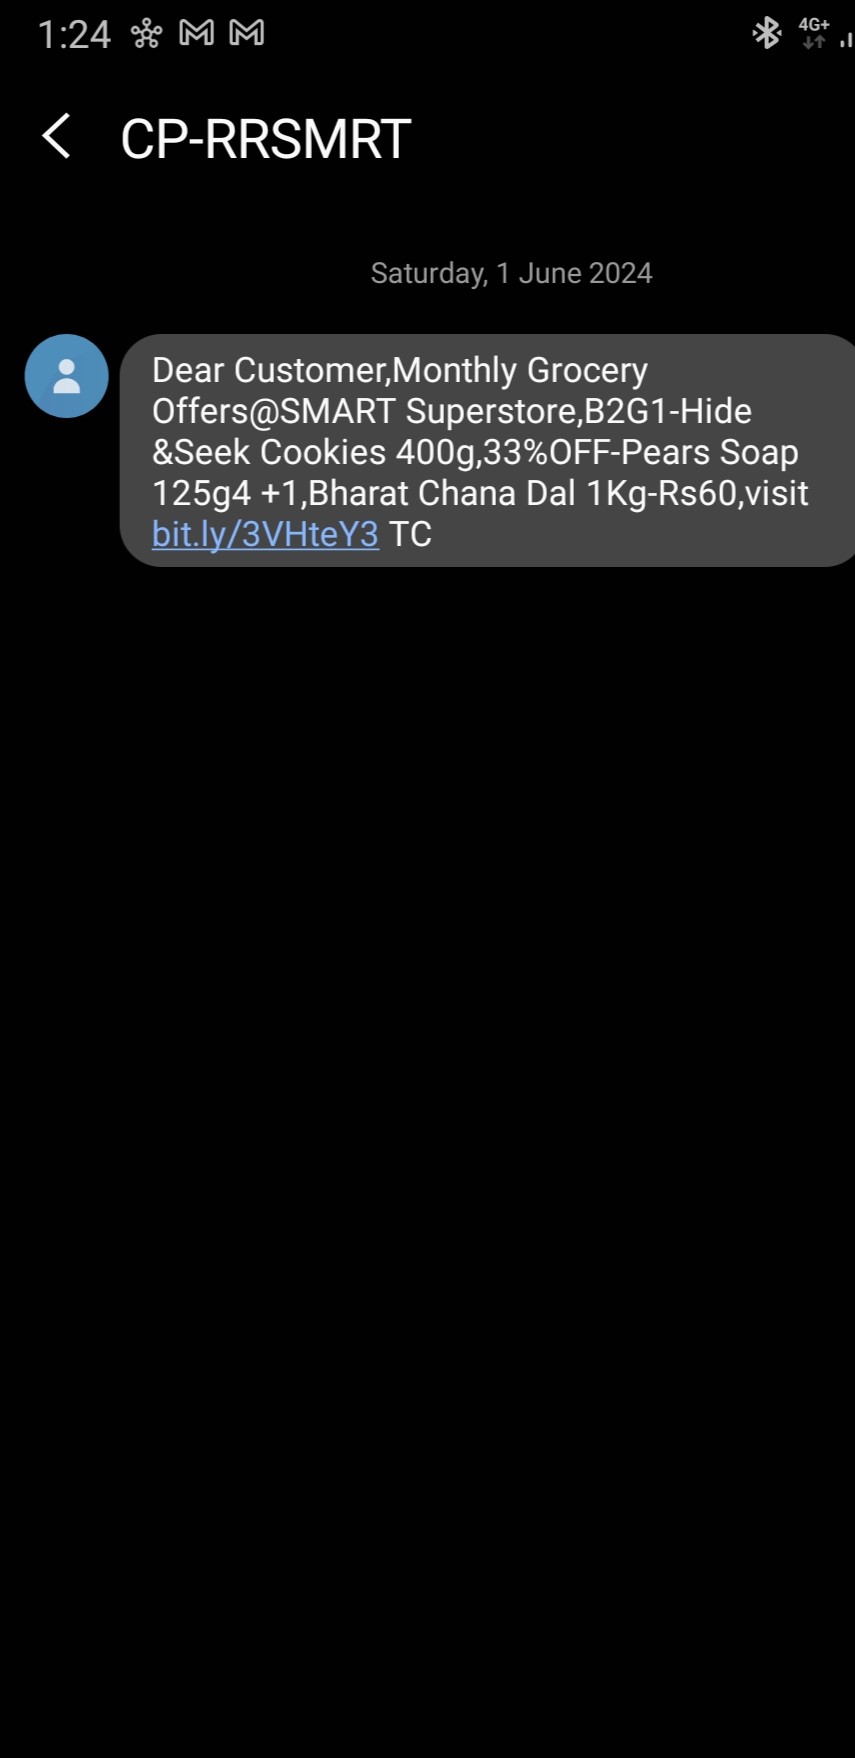 1:24 4G+
CP-RRSMRT
Saturday, 1 June 2024
Dear Customer,Monthly Grocery
Offers@SMART Superstore,B2G1-Hide
&Seek Cookies 400g,33%OFF-Pears Soap
125g4 +1,Bharat Chana Dal 1Kg-Rs60,visit
bit.ly/3VHteY3 TC